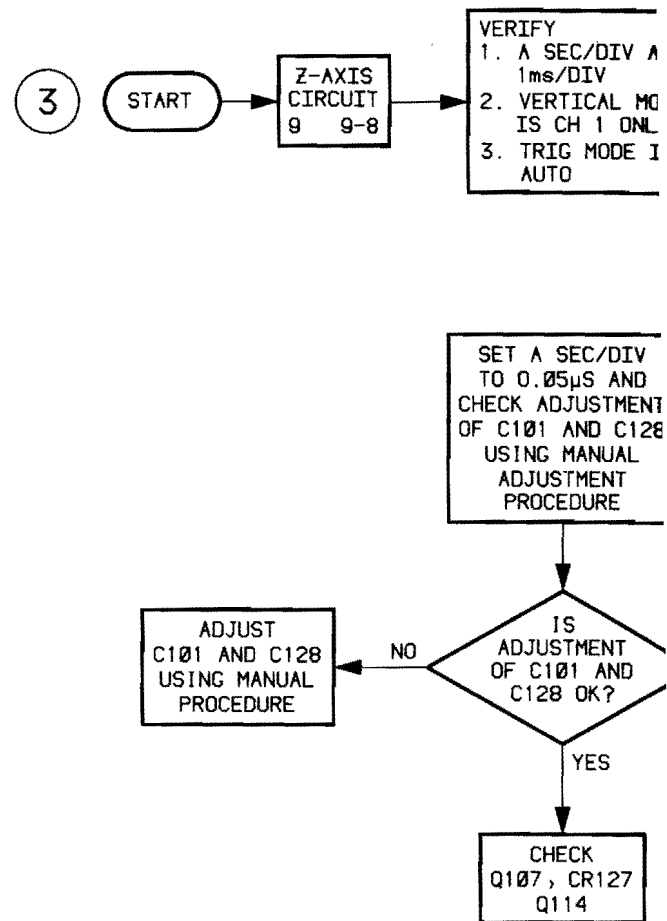 3
START
Z-AXIS
CIRCUIT
9 9-8
VERIFY
1. A SEC/DIV A
1ms/DIV
2. VERTICAL MO
IS CH 1 ONL
3. TRIG MODE I
AUTO
SET A SEC/DIV
TO 0.05µS AND
CHECK ADJUSTMENT
OF C101 AND C128
USING MANUAL
ADJUSTMENT
PROCEDURE
IS
ADJUSTMENT
OF C101 AND
C128 OK?
NO
ADJUST
C101 AND C128
USING MANUAL
PROCEDURE
YES
CHECK
Q107, CR127
Q114